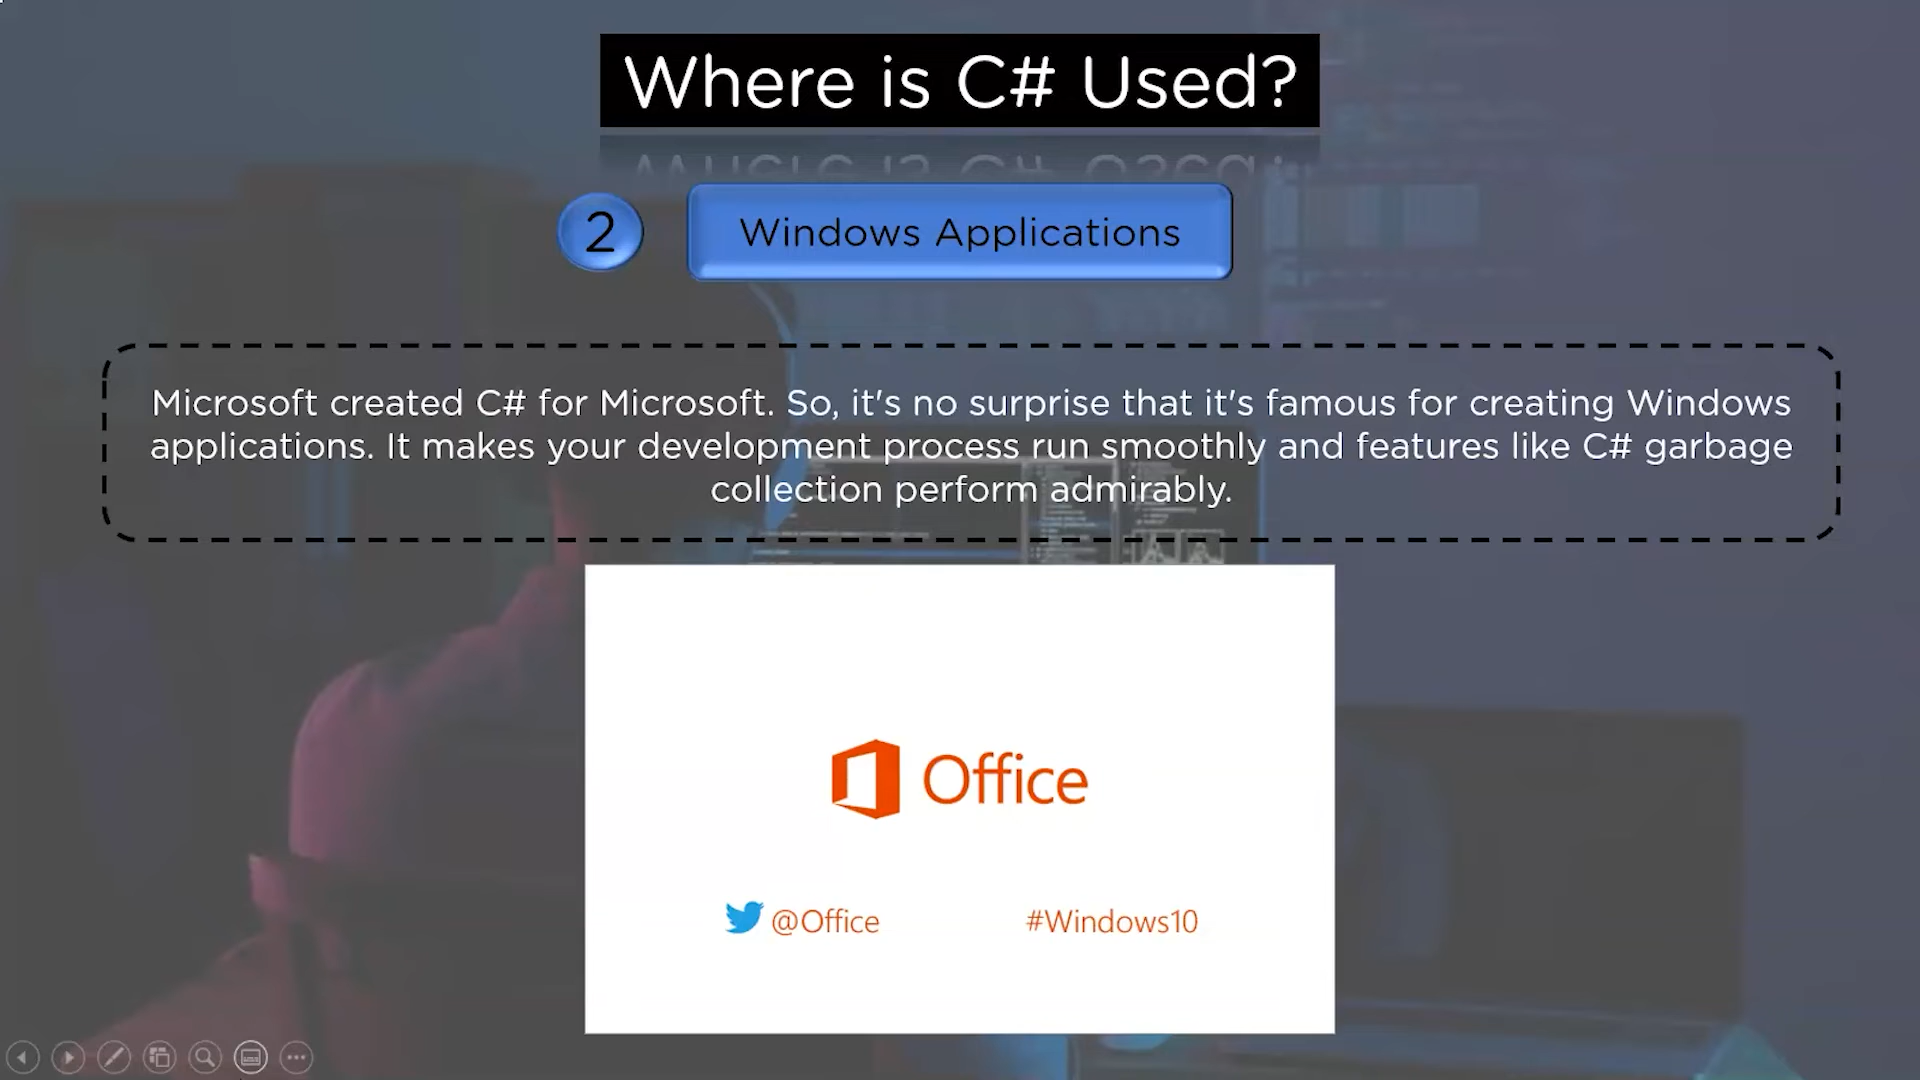 Where is C# Used?
2
Windows Applications
Microsoft created C# for Microsoft. So, it's no surprise that it's famous for creating Windows
applications. It makes your development process run smoothly and features like C# garbage
collection perform admirably.
Office
@Office
#Windows10